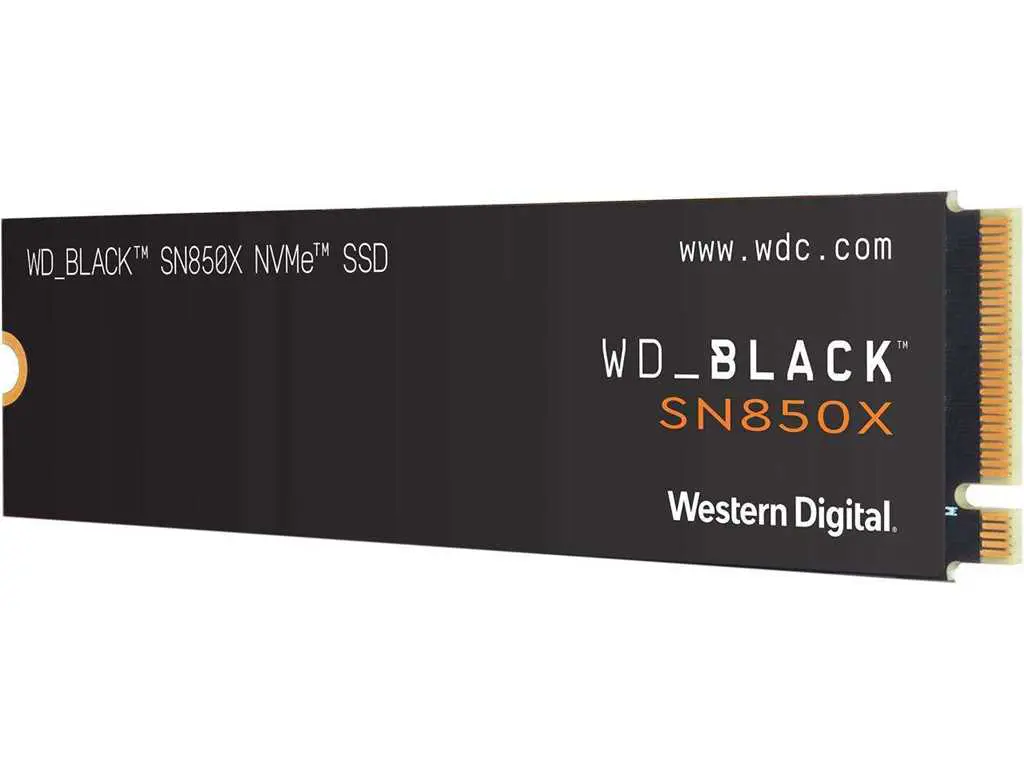 WD_BLACK™ SN850X NVMe™ SSD
www.wdc.com
WD_BLACK™
SN850X
Western Digital.
M